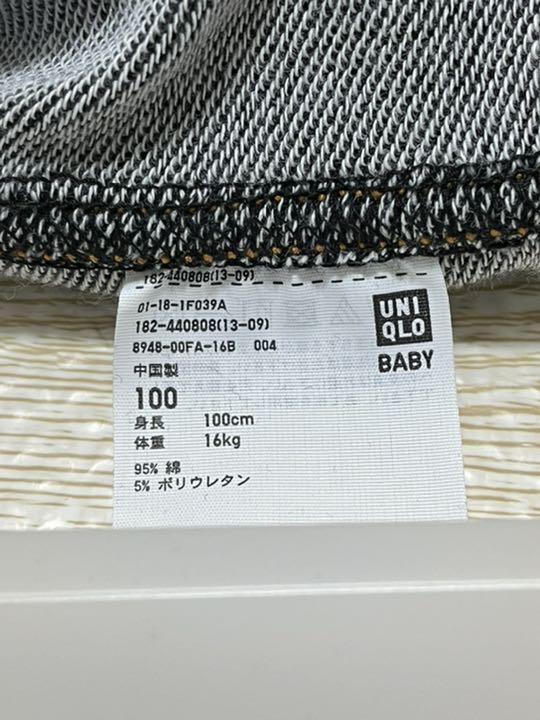 182-440808(13-09)
01-18-1F039A
182-440808(13-09)
8948-00FA-16B 004
中国製
100
身長 100cm
体重 16kg
95% 綿
5% ポリウレタン
UNI
QLO
BABY